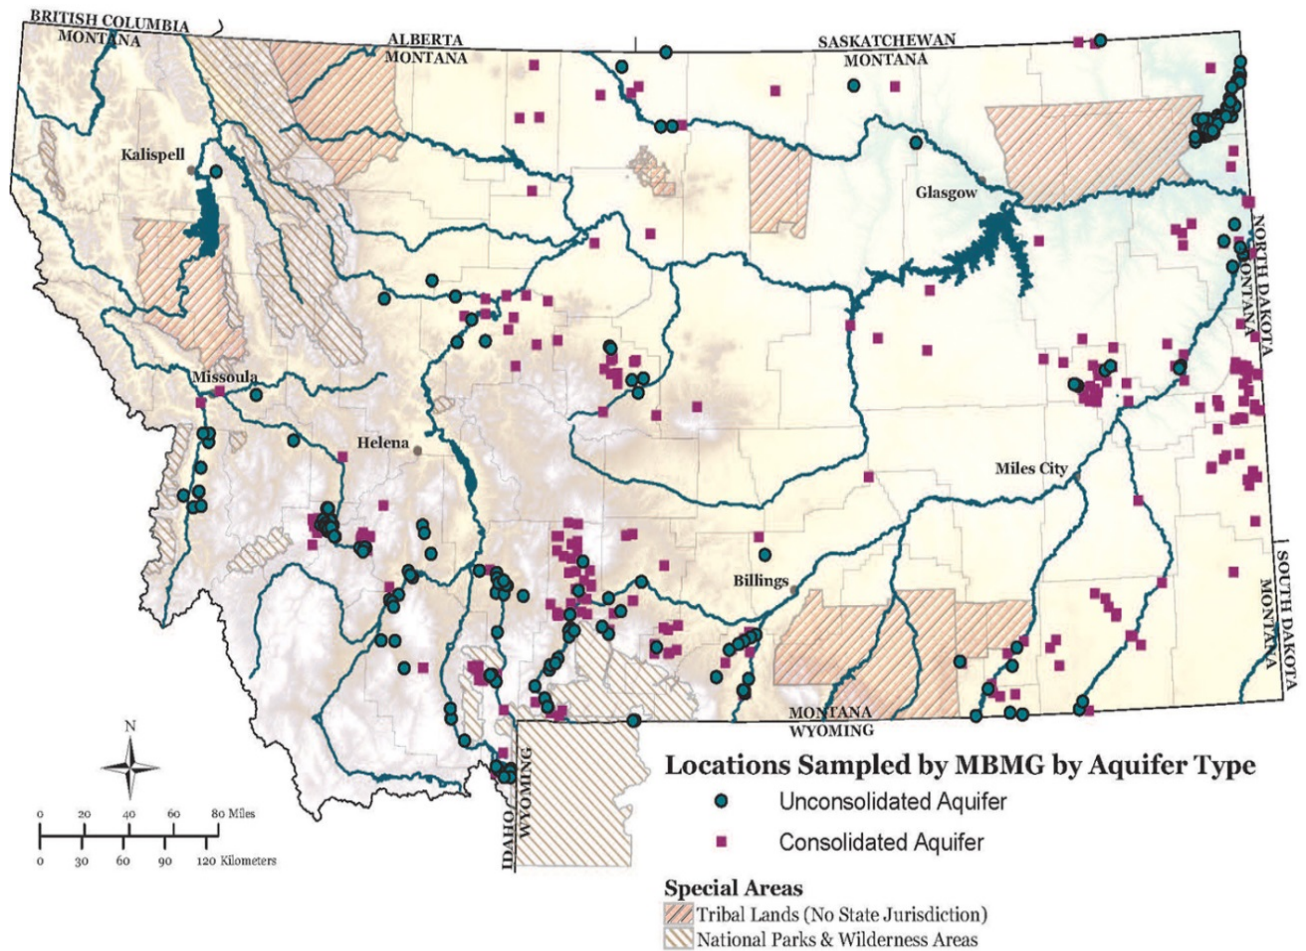 BRITISH COLUMBIA
MONTANA
ALBERTA
MONTANA
SASKATCHEWAN
MONTANA
Kalispell
Glasgow
NORTH DAKOTA
MONTANA
Missoula
Helena
Miles City
Billings
SOUTH DAKOTA
MONTANA
MONTANA
WYOMING
N
IDAHO
WYOMING
Locations Sampled by MBMG by Aquifer Type
Unconsolidated Aquifer
Consolidated Aquifer
0 20 40 60 80 Miles
0 30 60 90 120 Kilometers
Special Areas
Tribal Lands (No State Jurisdiction)
National Parks & Wilderness Areas